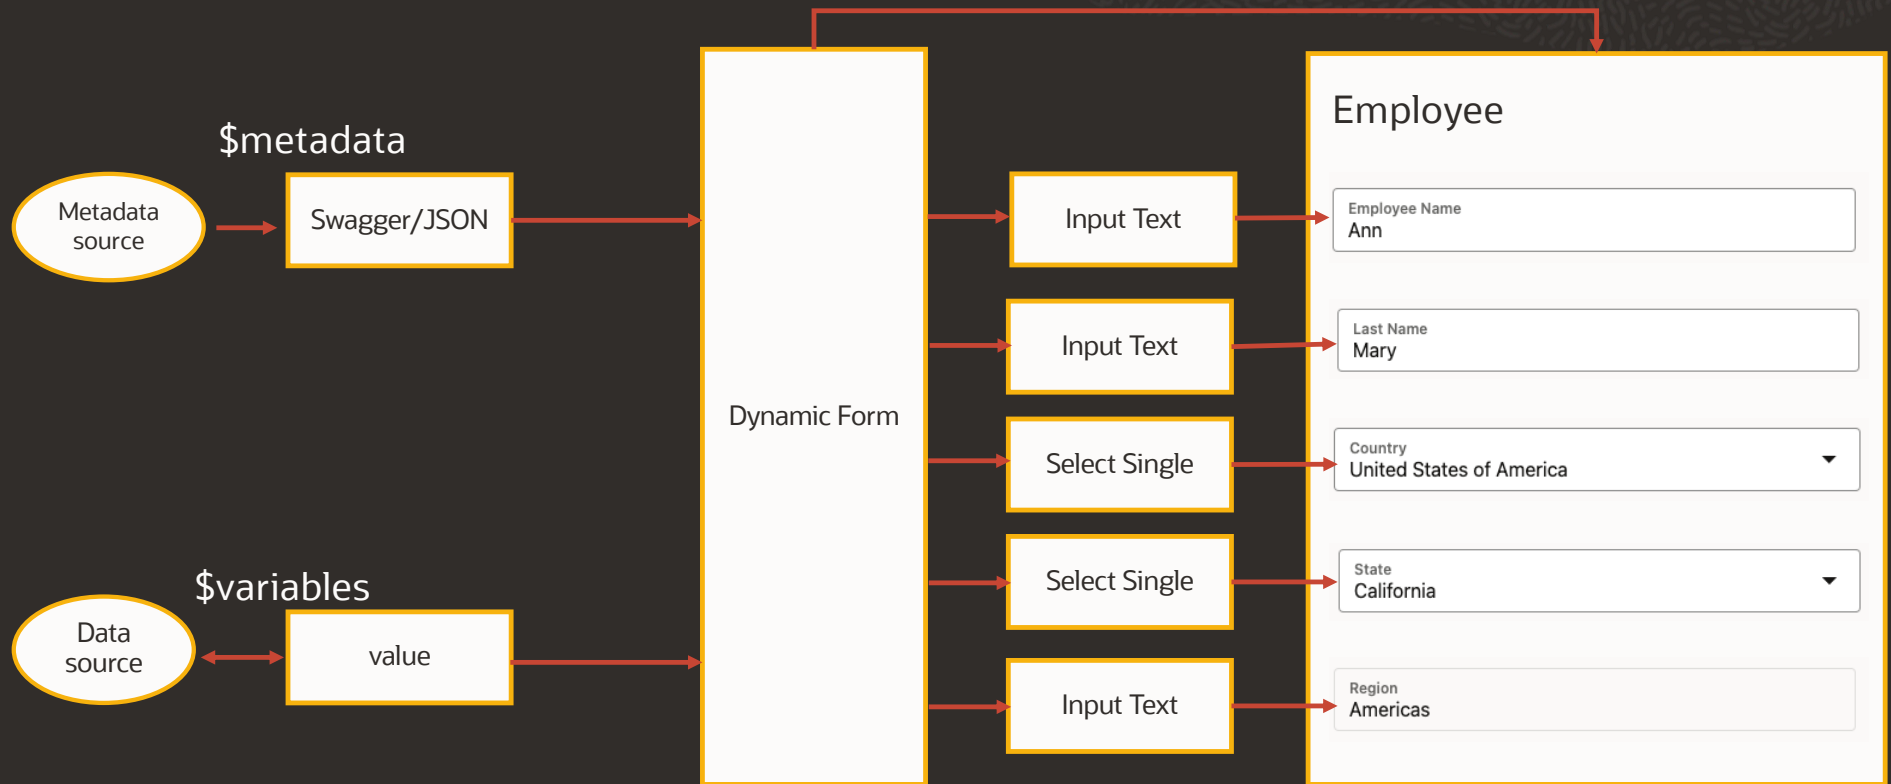 $metadata
Metadata
source
Swagger/JSON
$variables
Data
source
value
Dynamic Form
Input Text
Input Text
Select Single
Select Single
Input Text
Employee
Employee Name
Ann
Last Name
Mary
Country
United States of America
State
California
Region
Americas